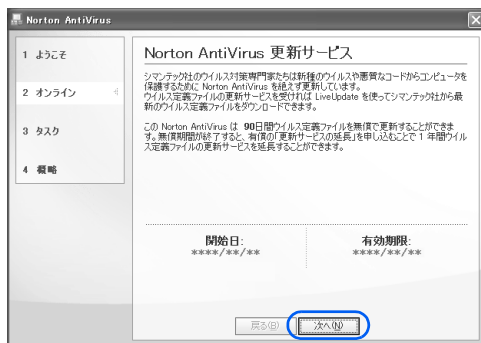 Norton AntiVirus
1 ようこそ
2 オンライン
3 タスク
4 概略
Norton AntiVirus 更新サービス
シマンテック社のウイルス対策専門家たちは新種のウイルスや悪質なコードからコンピュータを
保護するために Norton AntiVirus を絶えず更新しています。
ウイルス定義ファイルの更新サービスを受ければ LiveUpdate を使ってシマンテック社から最
新のウイルス定義ファイルをダウンロードできます。
この Norton AntiVirus は 90日間ウイルス定義ファイルを無償で更新することができま
す。無償期間が終了すると、有償の「更新サービスの延長」を申し込むことで 1 年間ウイル
ス定義ファイルの更新サービスを延長することができます。
開始日:
****/**/**
有効期限:
****/**/**
戻る(B)
次へ(N)